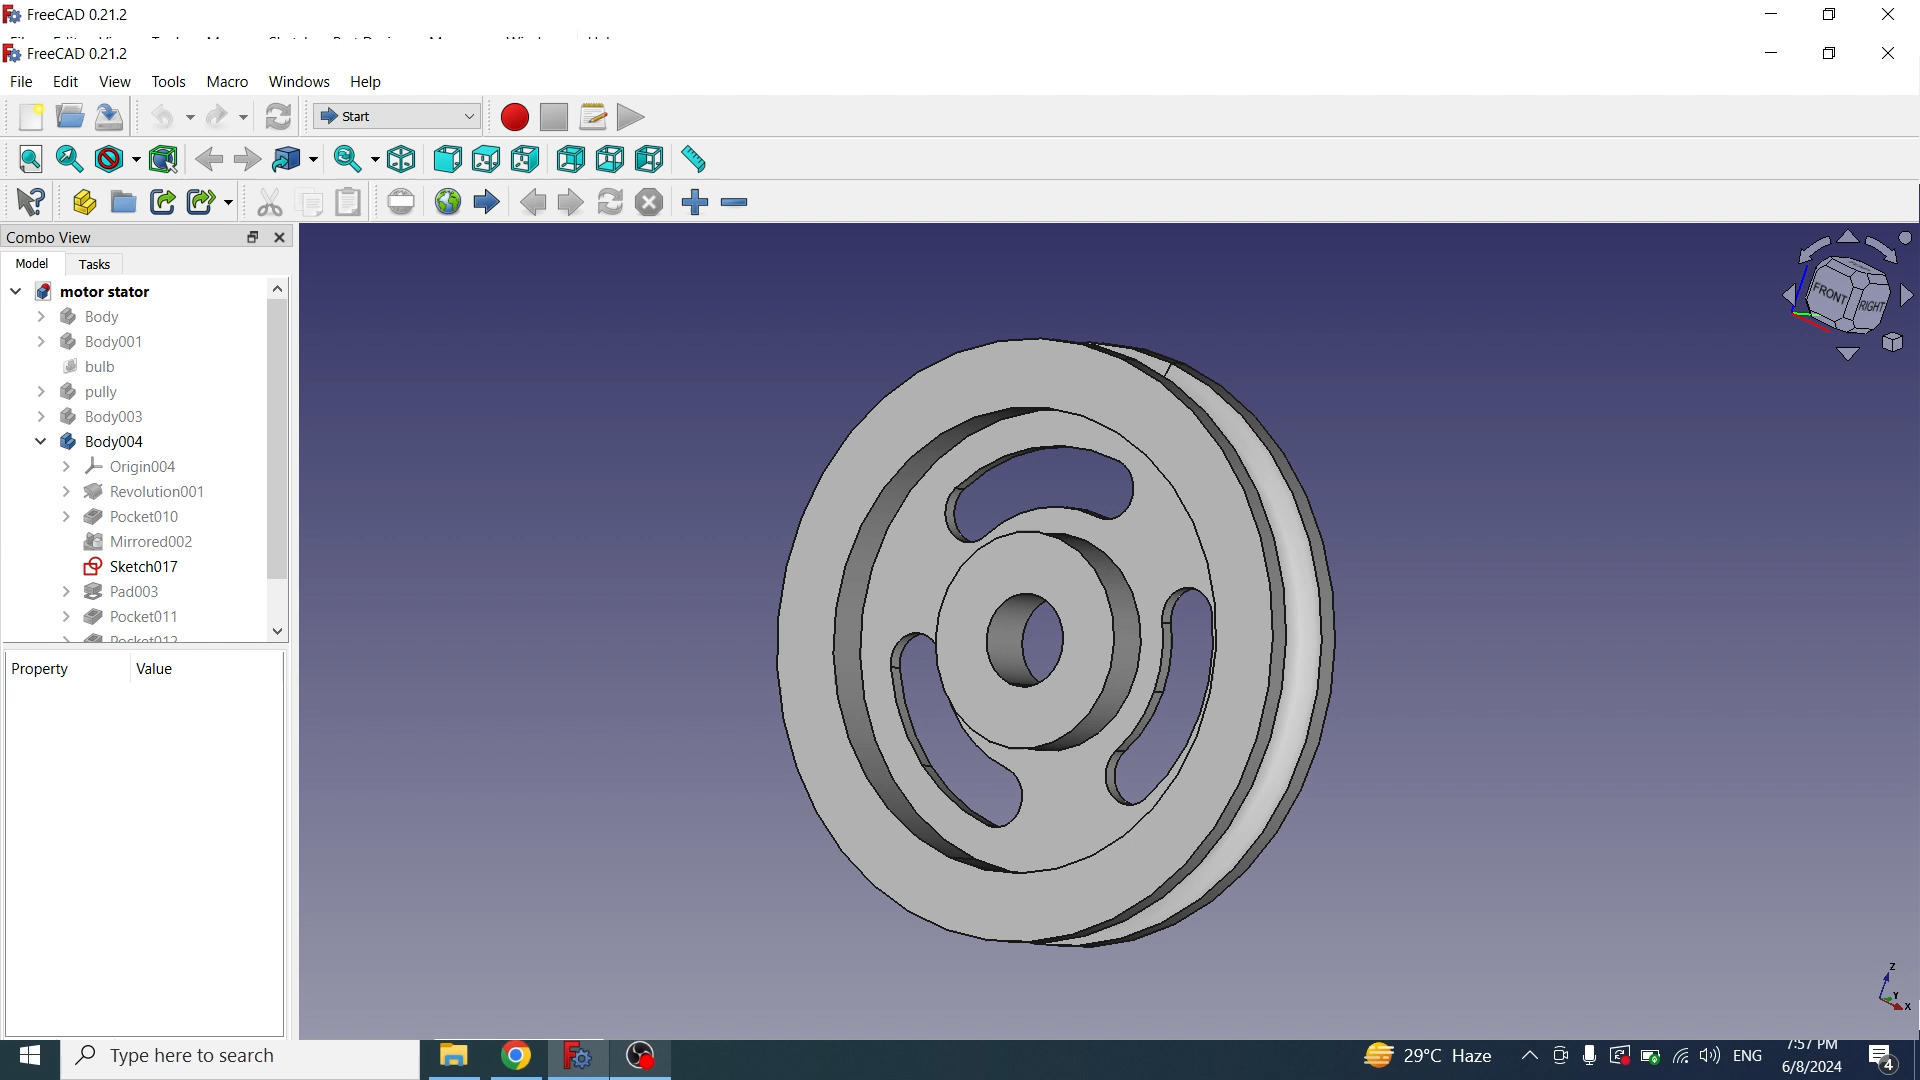 FreeCAD 0.21.2
FreeCAD 0.21.2
File Edit View Tools Macro Windows Help
Start
Combo View
Model Tasks
motor stator
Body
Body001
bulb
pully
Body003
Body004
Origin004
Revolution001
Pocket010
Mirrored002
Sketch017
Pad003
Pocket011
Pocket012
Property Value
FRONT
RIGHT
Z
Y
X
Type here to search
29°C Haze
ENG
7:57 PM
6/8/2024
4